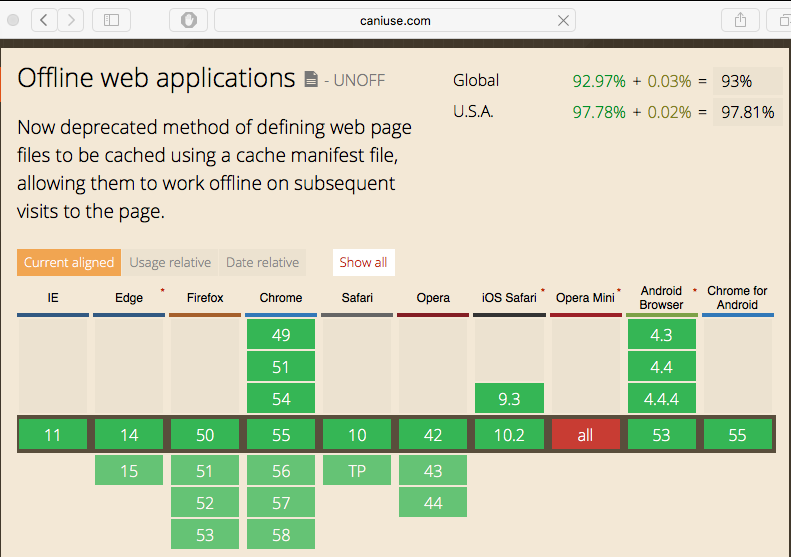 caniuse.com
Offline web applications - UNOFF
Global 92.97% + 0.03% = 93%
U.S.A. 97.78% + 0.02% = 97.81%
Now deprecated method of defining web page
files to be cached using a cache manifest file,
allowing them to work offline on subsequent
visits to the page.
Current aligned Usage relative Date relative Show all
IE Edge * Firefox Chrome Safari Opera iOS Safari * Opera Mini * Android Browser * Chrome for Android
49 4.3
51 4.4
54 9.3 4.4.4
11 14 50 55 10 42 10.2 all 53 55
15 51 56 TP 43
52 57 44
53 58